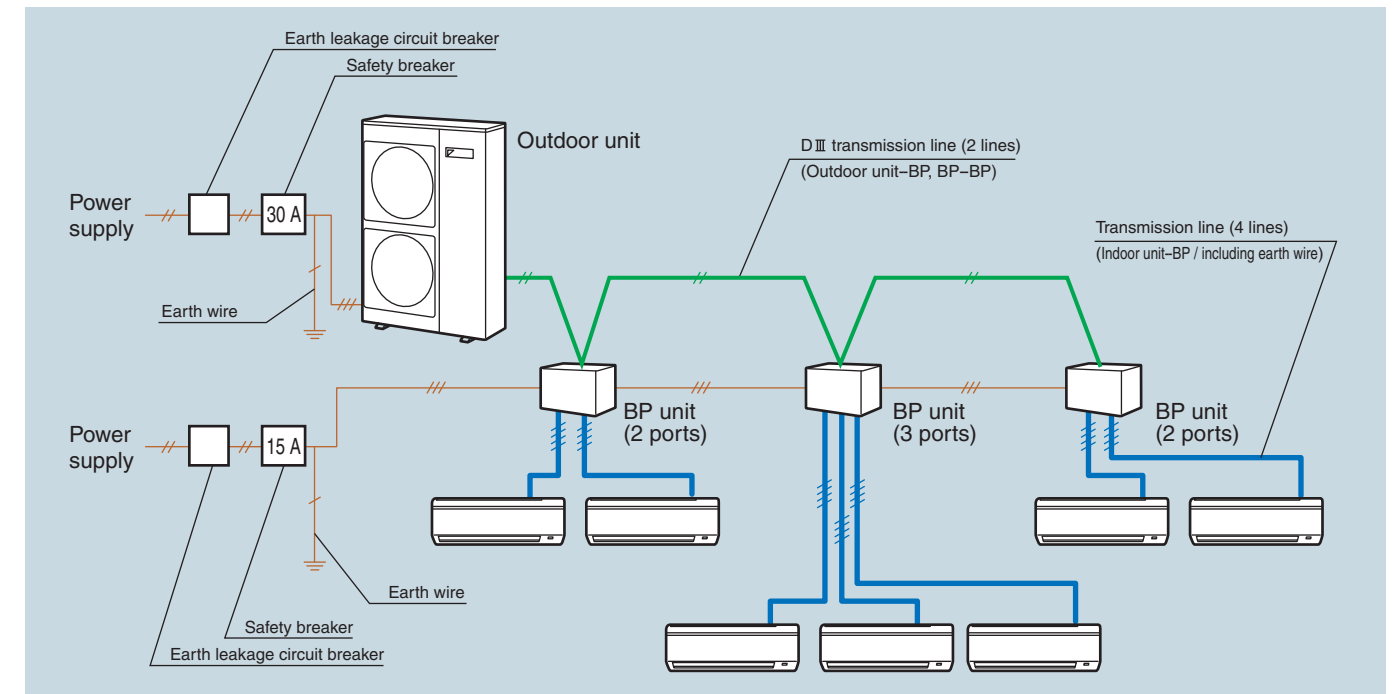 Earth leakage circuit breaker
Safety breaker
Outdoor unit
DⅢ transmission line (2 lines)
(Outdoor unit–BP, BP–BP)
Power
supply
30 A
Transmission line (4 lines)
(Indoor unit–BP / including earth wire)
Earth wire
BP unit
(2 ports)
BP unit
(3 ports)
BP unit
(2 ports)
Power
supply
15 A
Earth wire
Safety breaker
Earth leakage circuit breaker